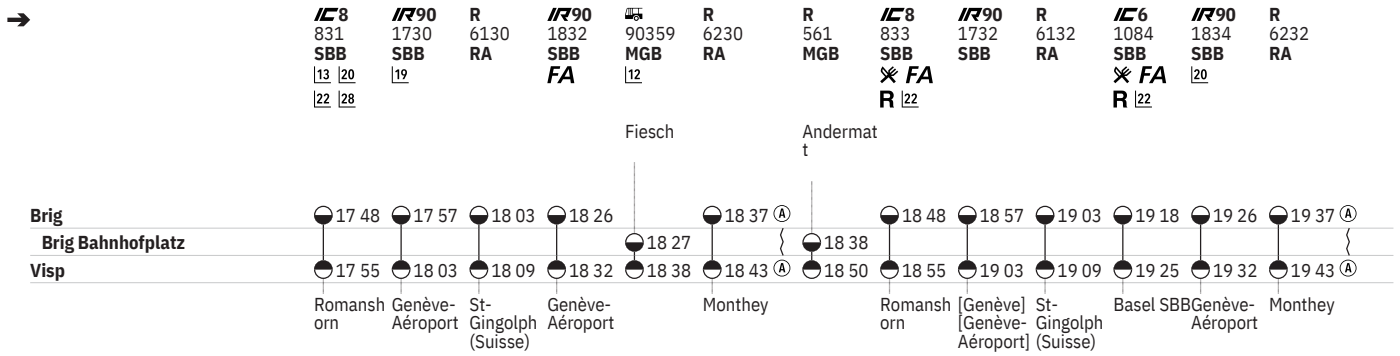 IC8 IR90 R IR90 R R IC8 IR90 R IC6 IR90 R
831 1730 6130 1832 90359 6230 561 833 1732 6132 1084 1834 6232
SBB SBB RA SBB MGB RA MGB SBB SBB RA SBB SBB RA
13 20 19 FA 12 FA FA 20
22 28 R 22 R 22
Fiesch Andermat
t
Brig 17 48 17 57 18 03 18 26 18 37 A 18 48 18 57 19 03 19 18 19 26 19 37 A
Brig Bahnhofplatz 18 27 18 38
Visp 17 55 18 03 18 09 18 32 18 38 18 43 A 18 50 18 55 19 03 19 09 19 25 19 32 19 43 A
Romansh Genève- St- Genève- Monthey Romansh [Genève] St- Basel SBB Genève- Monthey
orn Aéroport Gingolph Aéroport orn [Genève- Gingolph Aéroport
(Suisse) Aéroport] (Suisse)